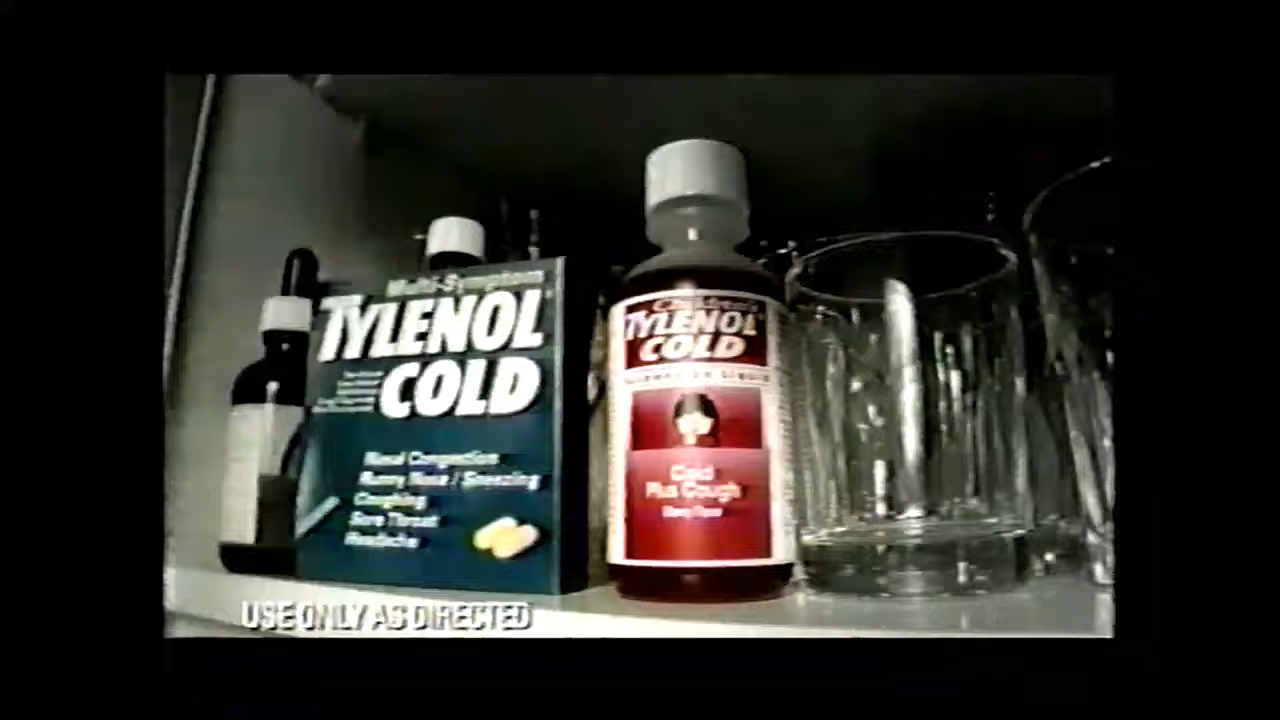 Multi-Symptom
TYLENOL
COLD
Nasal Congestion
Runny Nose / Sneezing
Coughing
Sore Throat
Headache
Children's
TYLENOL
COLD
Cold
Plus Cough
USE ONLY AS DIRECTED